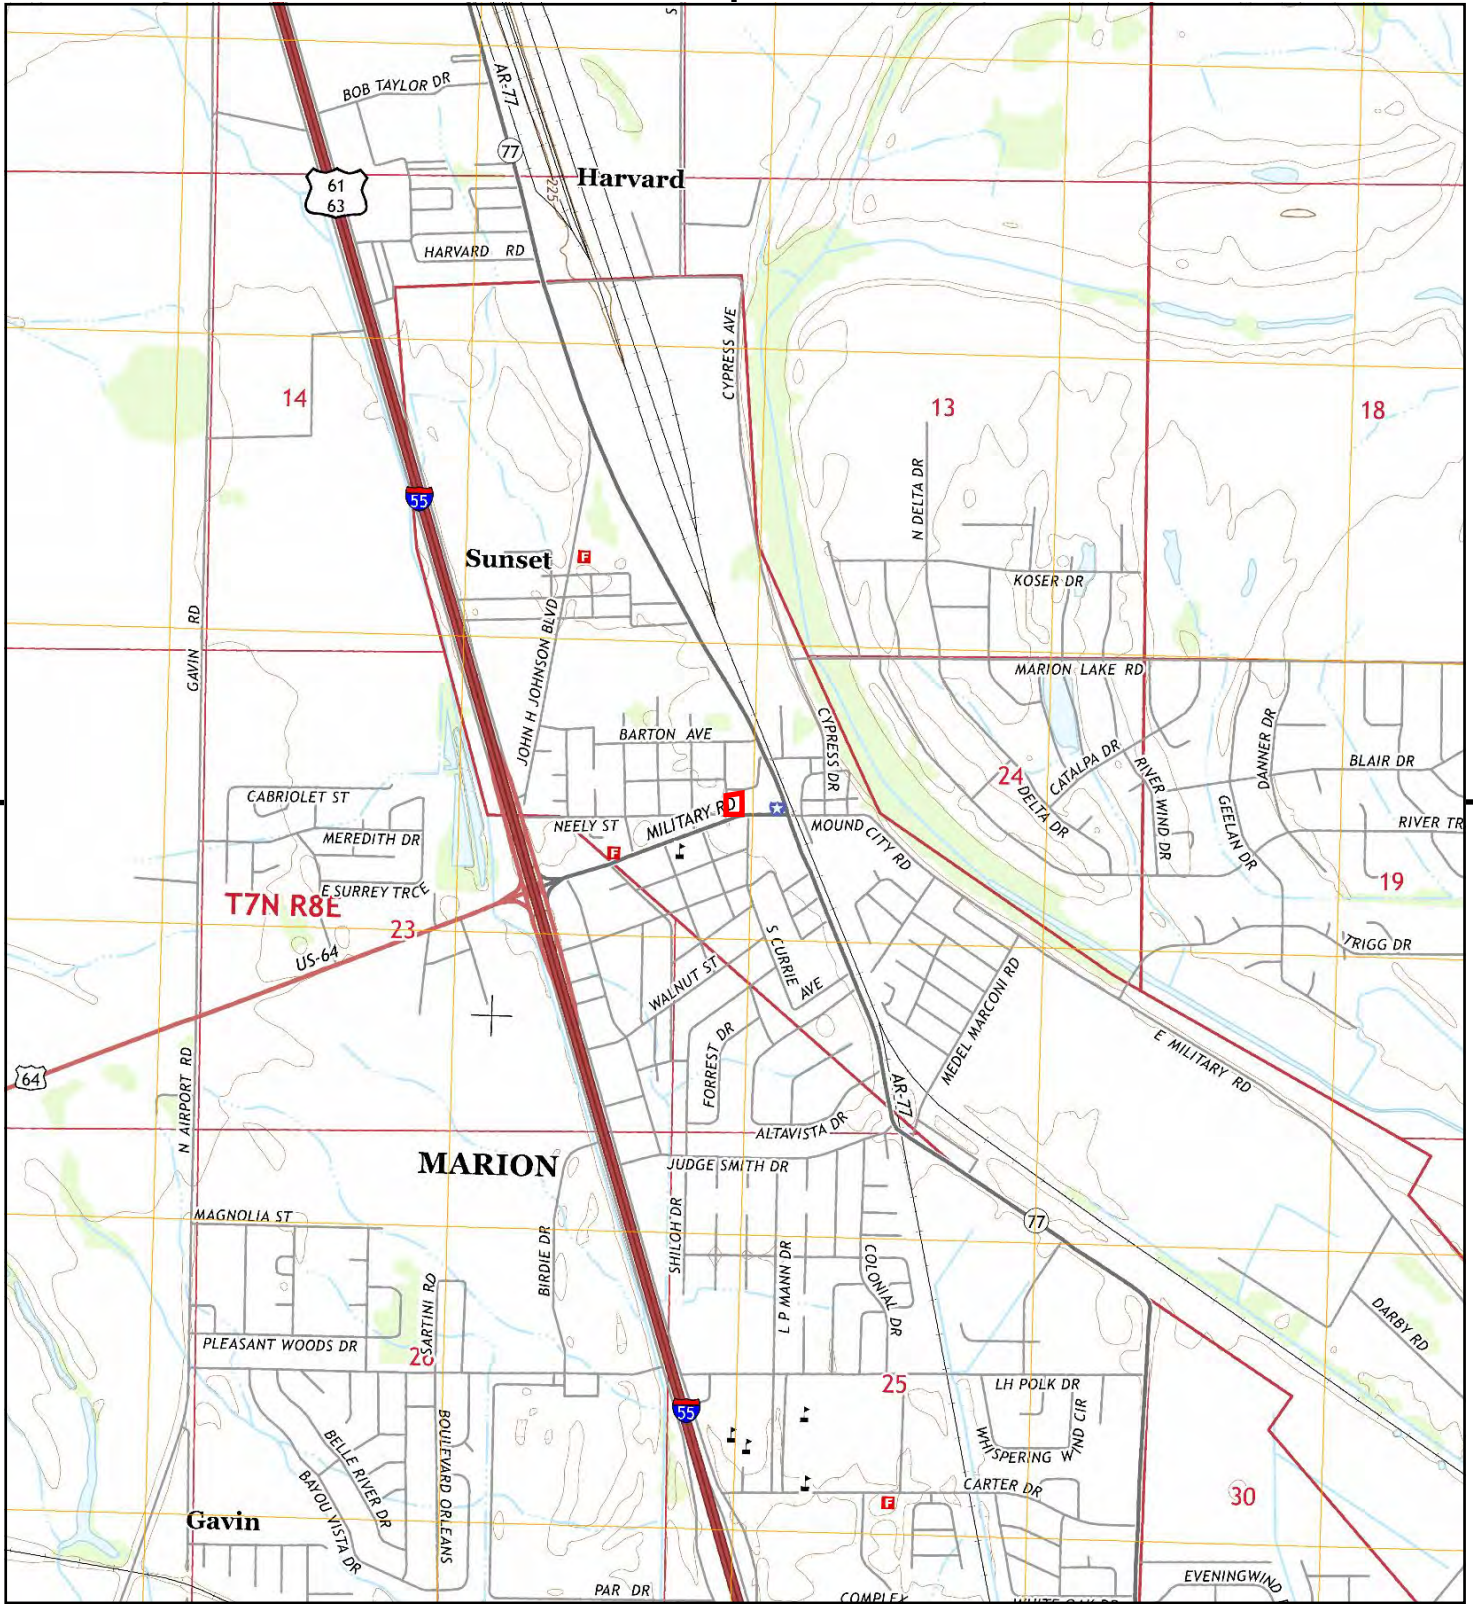 S
BOB TAYLOR DR
AR-77
77
Harvard
61
63
225
HARVARD RD
CYPRESS AVE
14
13
18
N DELTA DR
55
Sunset
F
KOSER DR
GAVIN RD
JOHN H JOHNSON BLVD
MARION LAKE RD
BARTON AVE
CYPRESS DR
DANNER DR
24
CATALPA DR
BLAIR DR
RIVER WIND DR
CABRIOLET ST
DELTA DR
GEELAN DR
NEELY ST
MILITARY RD
MOUND CITY RD
RIVER TR
MEREDITH DR
F
E SURREY TRCE
19
T7N R8E
23
US-64
S CURRIE AVE
TRIGG DR
WALNUT ST
MEDEL MARCONI RD
FORREST DR
E MILITARY RD
64
N AIRPORT RD
AR-77
ALTAVISTA DR
MARION
JUDGE SMITH DR
MAGNOLIA ST
SHILOH DR
77
BIRDIE DR
L P MANN DR
COLONIAL DR
SARTINI RD
DARBY RD
PLEASANT WOODS DR
26
25
LH POLK DR
55
WHISPERING WIND CIR
BOULEVARD ORLEANS
BELLE RIVER DR
BAYOU VISTA DR
CARTER DR
F
30
Gavin
EVENINGWIND
PAR DR
COMPLEX
WHITE OAK DR